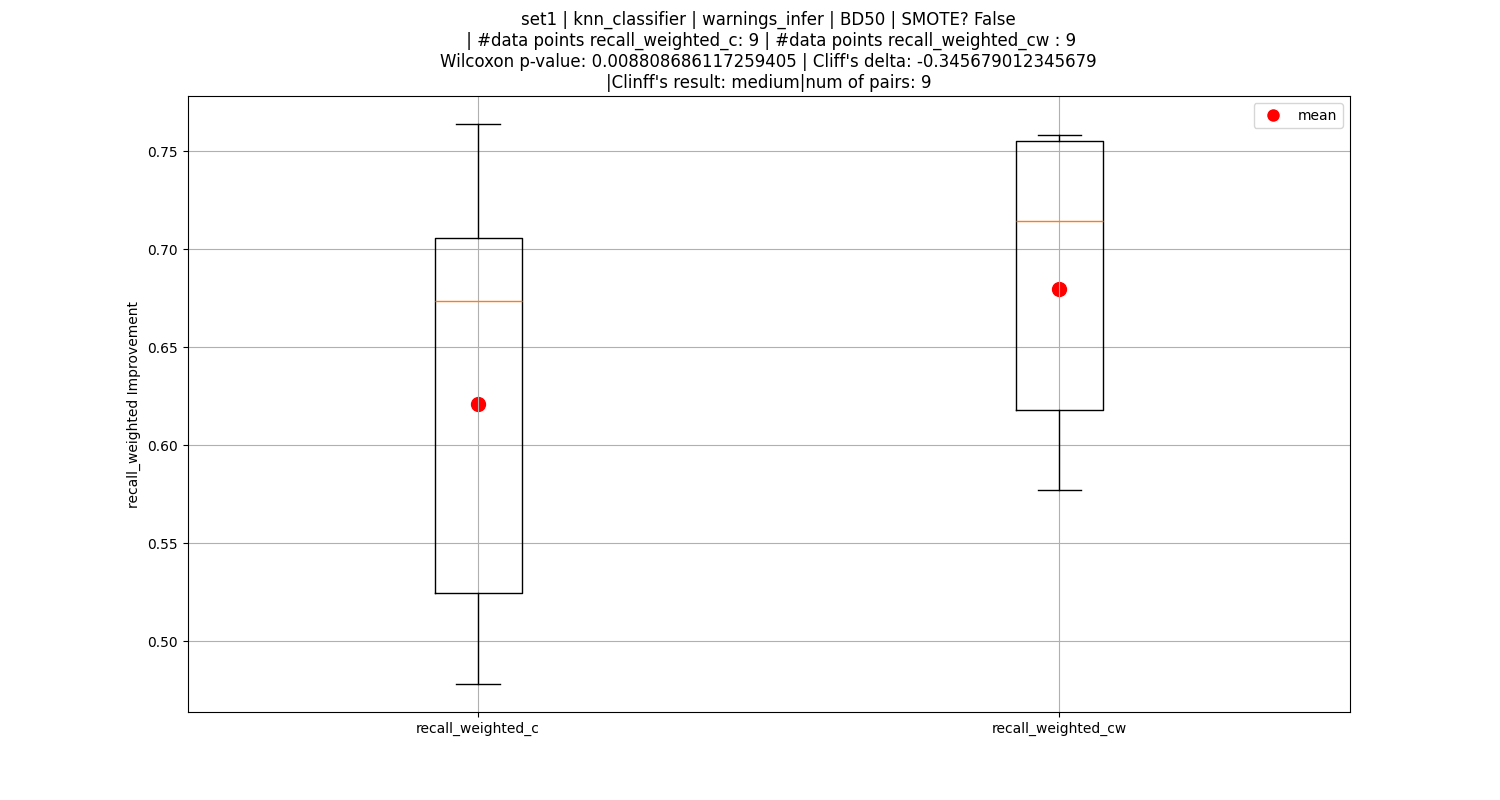 set1 | knn_classifier | warnings_infer | BD50 | SMOTE? False
| #data points recall_weighted_c: 9 | #data points recall_weighted_cw : 9
Wilcoxon p-value: 0.008808686117259405 | Cliff's delta: -0.345679012345679
|Clinff's result: medium|num of pairs: 9
mean
recall_weighted Improvement
0.75
0.70
0.65
0.60
0.55
0.50
recall_weighted_c
recall_weighted_cw